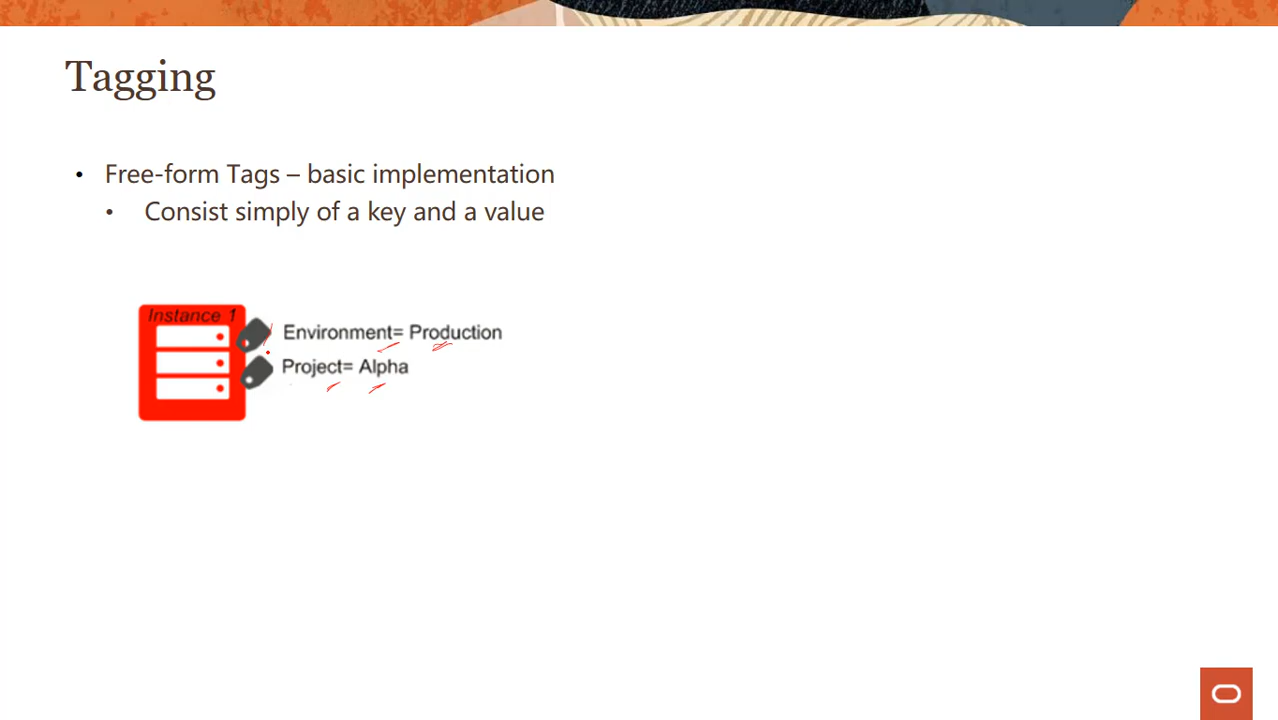 Tagging
• Free-form Tags – basic implementation
• Consist simply of a key and a value
Instance 1
Environment= Production
Project= Alpha